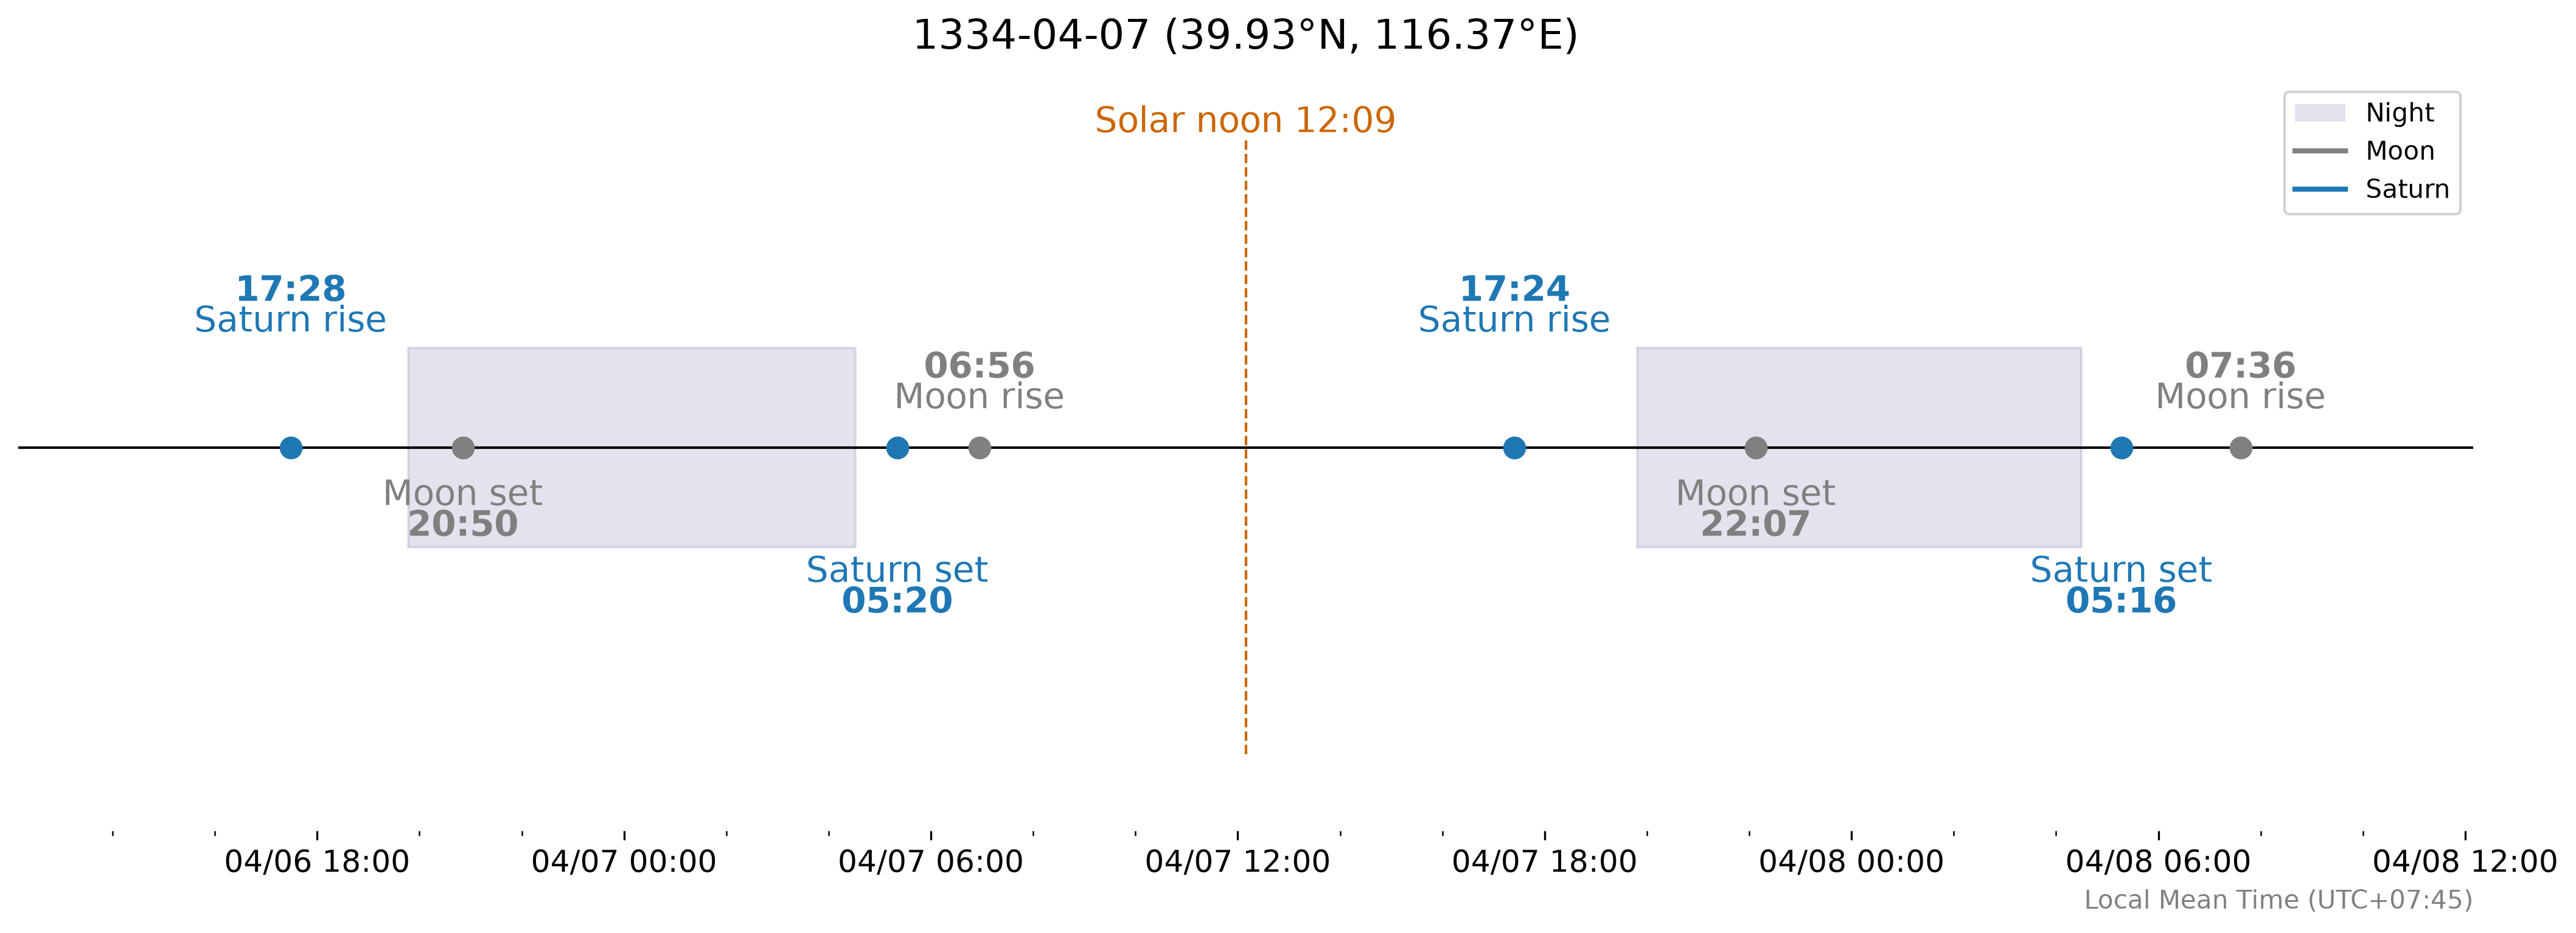 1334-04-07 (39.93°N, 116.37°E)
Solar noon 12:09
Night
Moon
Saturn
17:28
Saturn rise
17:24
Saturn rise
06:56
Moon rise
07:36
Moon rise
Moon set
20:50
Moon set
22:07
Saturn set
05:20
Saturn set
05:16
04/06 18:00
04/07 00:00
04/07 06:00
04/07 12:00
04/07 18:00
04/08 00:00
04/08 06:00
04/08 12:00
Local Mean Time (UTC+07:45)